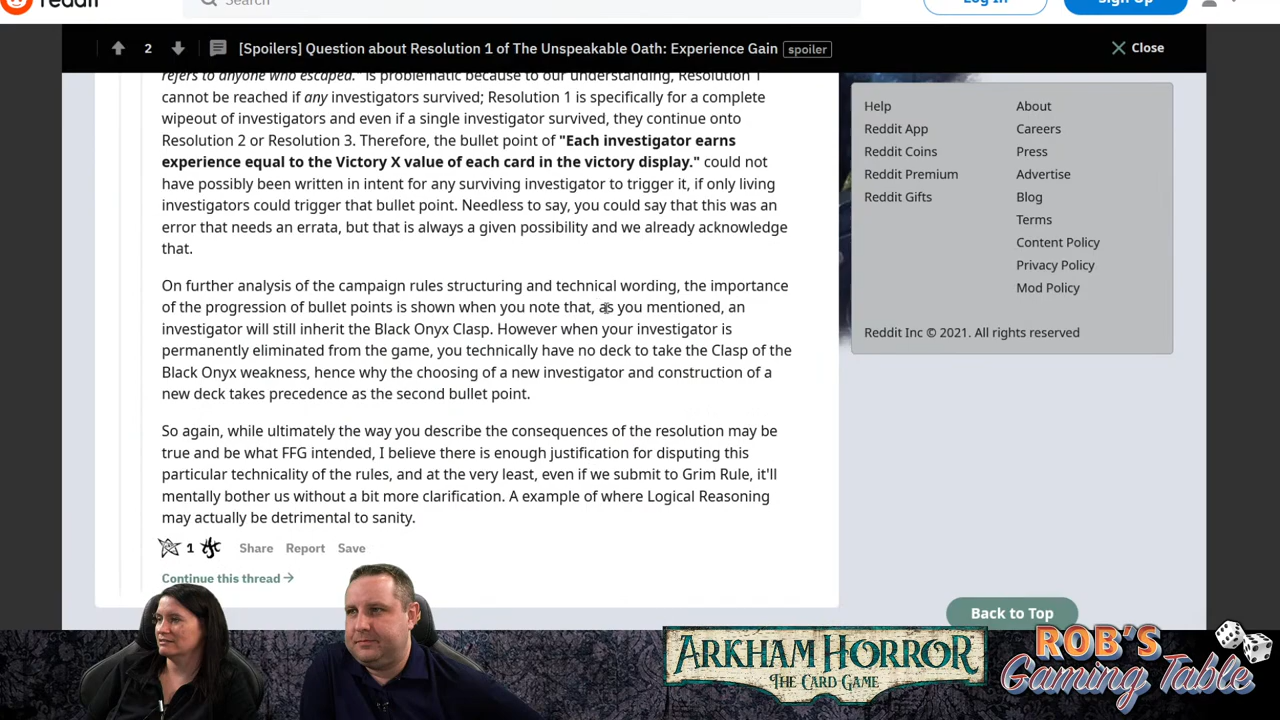 reddit
Search
Log In
Sign Up
2
[Spoilers] Question about Resolution 1 of The Unspeakable Oath: Experience Gain
spoiler
Close
refers to anyone who escaped." is problematic because to our understanding, Resolution 1
cannot be reached if any investigators survived; Resolution 1 is specifically for a complete
wipeout of investigators and even if a single investigator survived, they continue onto
Resolution 2 or Resolution 3. Therefore, the bullet point of "Each investigator earns
experience equal to the Victory X value of each card in the victory display." could not
have possibly been written in intent for any surviving investigator to trigger it, if only living
investigators could trigger that bullet point. Needless to say, you could say that this was an
error that needs an errata, but that is always a given possibility and we already acknowledge
that.
On further analysis of the campaign rules structuring and technical wording, the importance
of the progression of bullet points is shown when you note that, as you mentioned, an
investigator will still inherit the Black Onyx Clasp. However when your investigator is
permanently eliminated from the game, you technically have no deck to take the Clasp of the
Black Onyx weakness, hence why the choosing of a new investigator and construction of a
new deck takes precedence as the second bullet point.
So again, while ultimately the way you describe the consequences of the resolution may be
true and be what FFG intended, I believe there is enough justification for disputing this
particular technicality of the rules, and at the very least, even if we submit to Grim Rule, it'll
mentally bother us without a bit more clarification. A example of where Logical Reasoning
may actually be detrimental to sanity.
1
Share
Report
Save
Continue this thread
Help
Reddit App
Reddit Coins
Reddit Premium
Reddit Gifts
About
Careers
Press
Advertise
Blog
Terms
Content Policy
Privacy Policy
Mod Policy
Reddit Inc © 2021. All rights reserved
Back to Top
ARKHAM HORROR
THE CARD GAME
ROB'S
Gaming Table